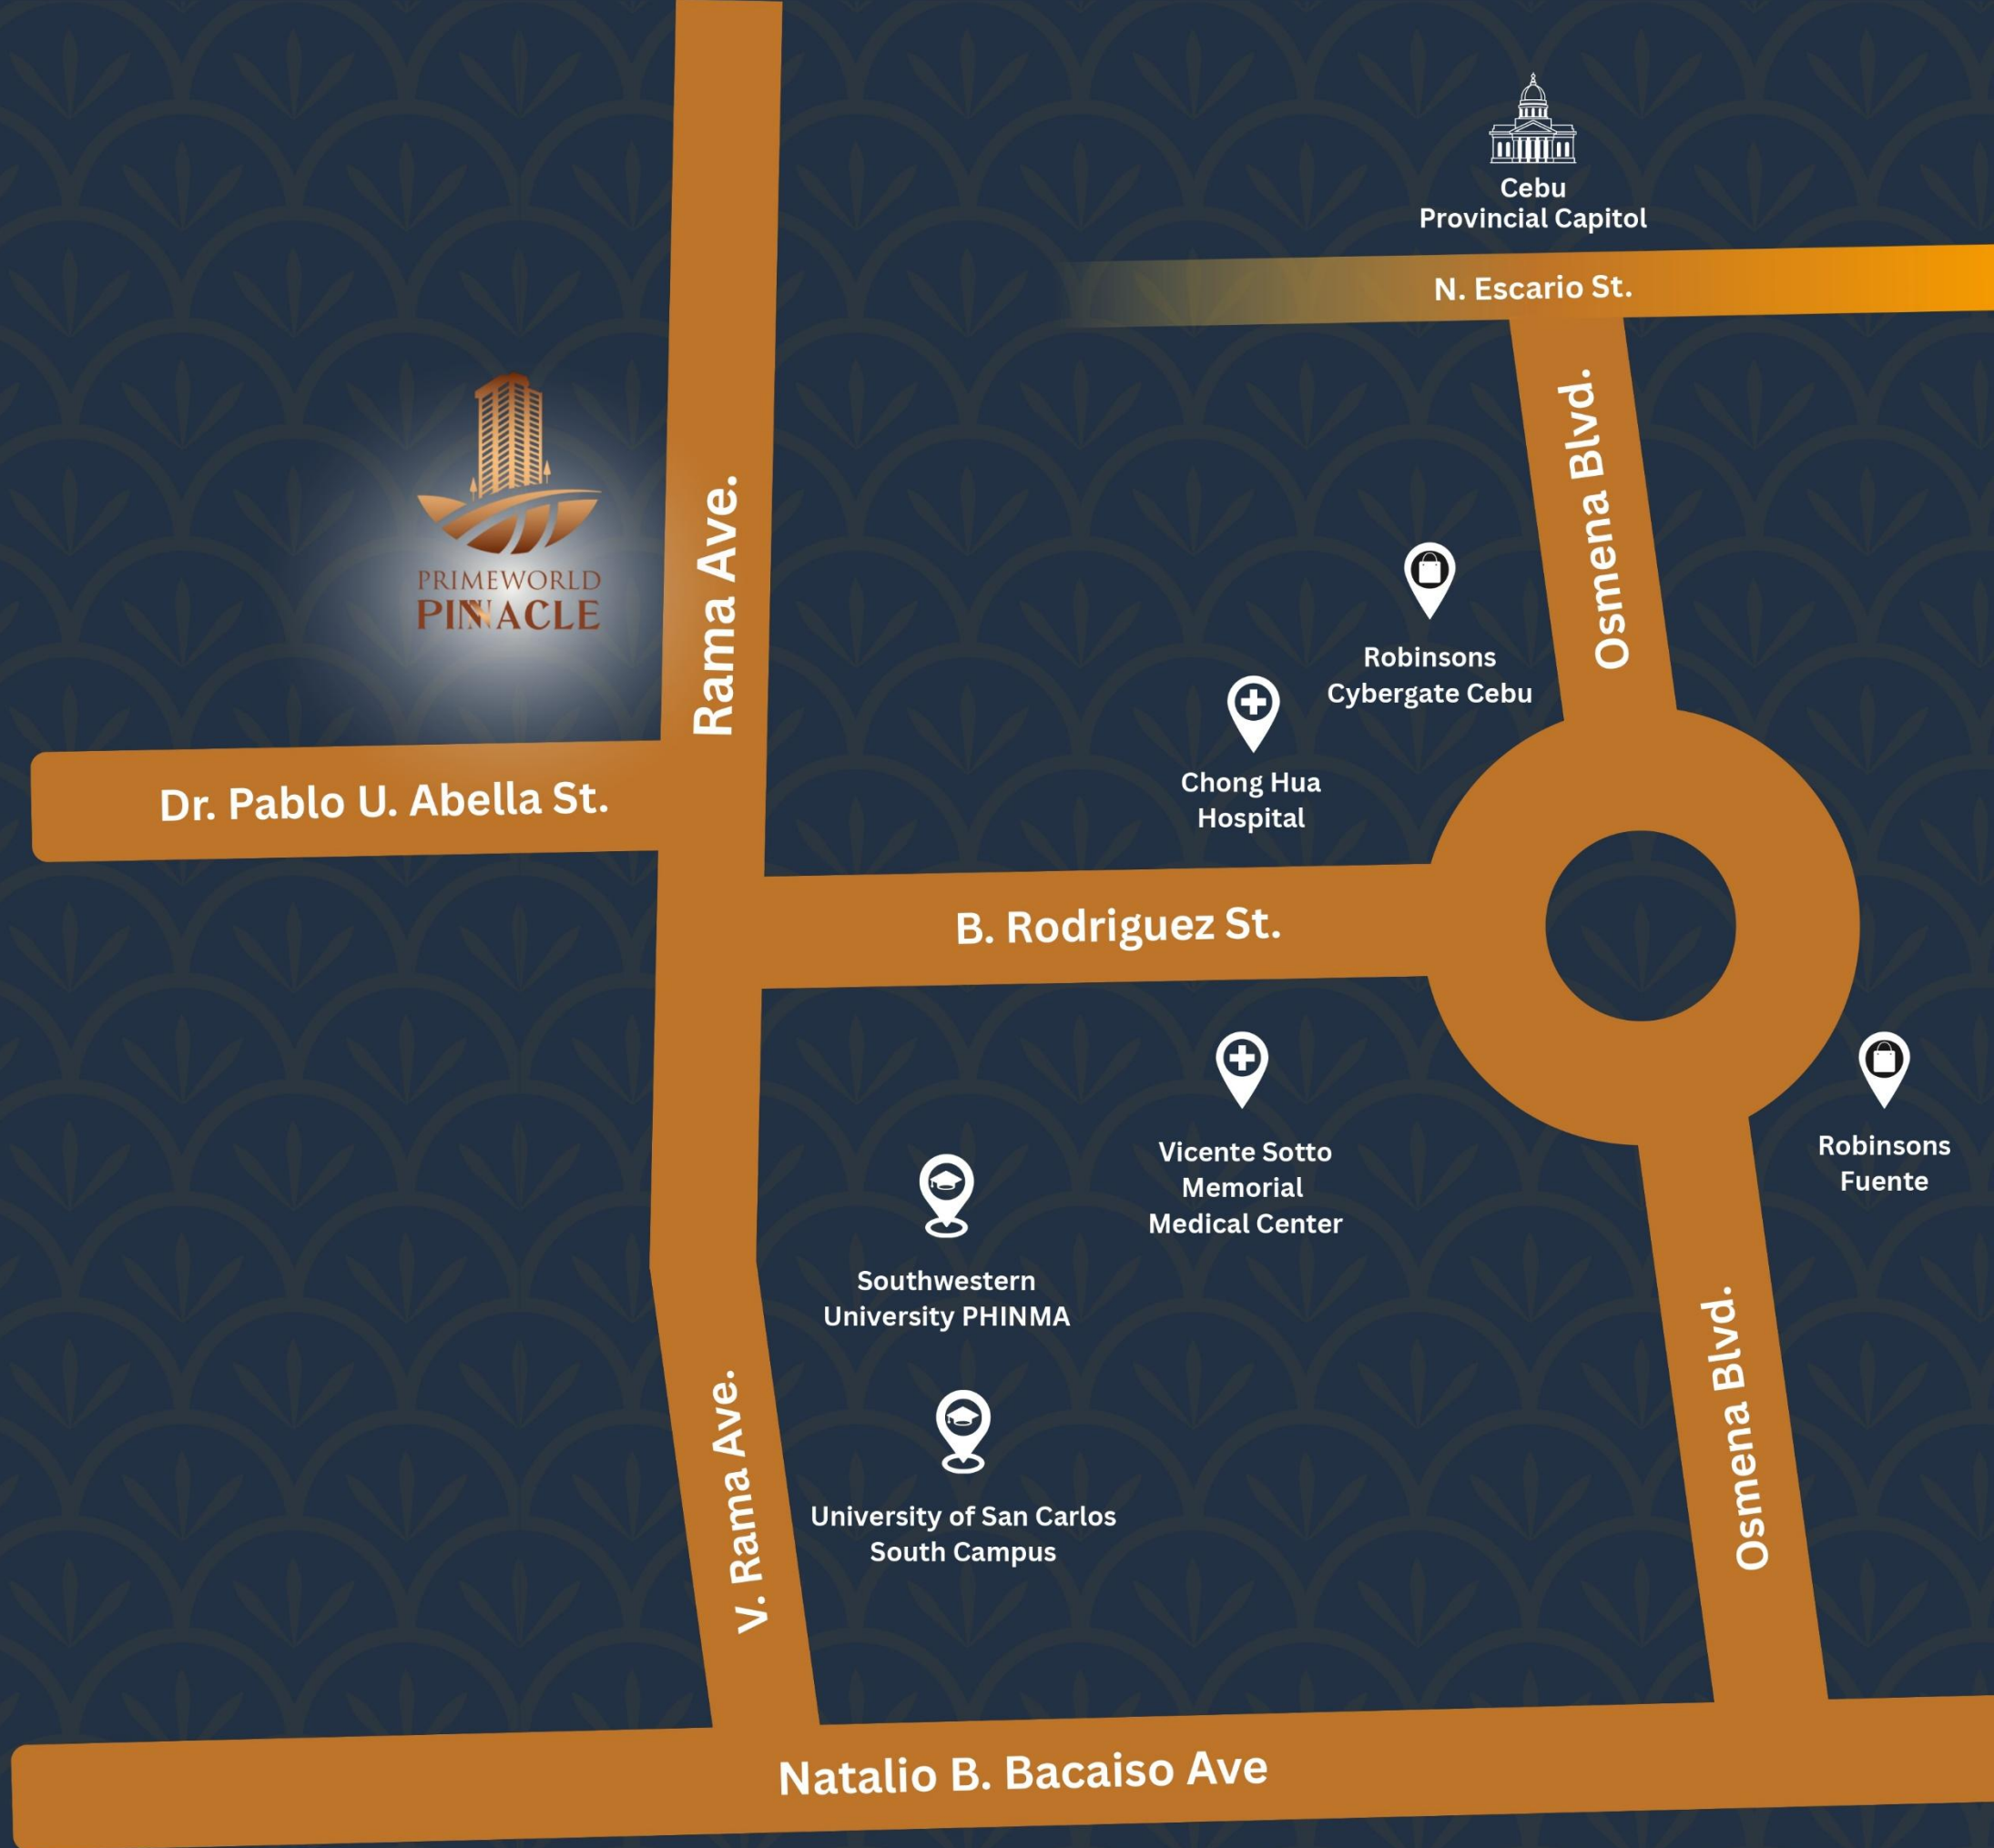 Cebu
Provincial Capitol
N. Escario St.
Osmena Blvd.
PRIMEWORLD
PINNACLE
Rama Ave.
Robinsons
Cybergate Cebu
Chong Hua
Hospital
Dr. Pablo U. Abella St.
B. Rodriguez St.
Vicente Sotto
Memorial
Medical Center
Robinsons
Fuente
Southwestern
University PHINMA
Osmena Blvd.
V. Rama Ave.
University of San Carlos
South Campus
Natalio B. Bacaiso Ave